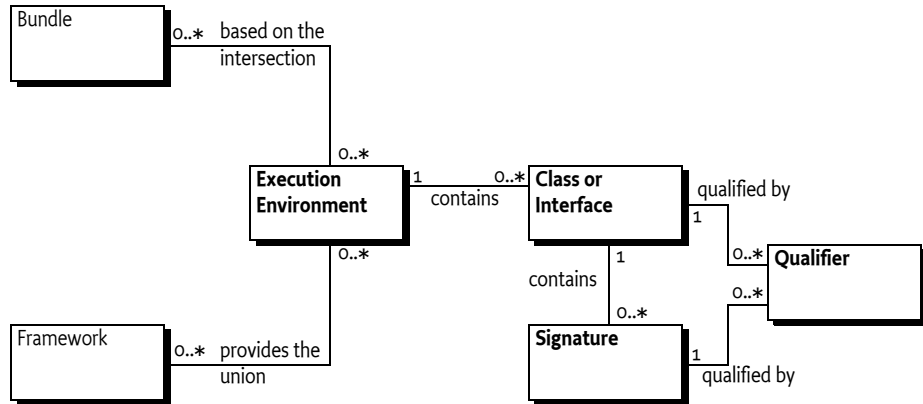 Bundle
0..* based on the
intersection
0..*
Execution
Environment
1
contains
0..*
Class or
Interface
qualified by
1
0..*
Qualifier
0..*
1
contains
0..*
Framework
0..* provides the
union
0..*
Signature
1
qualified by